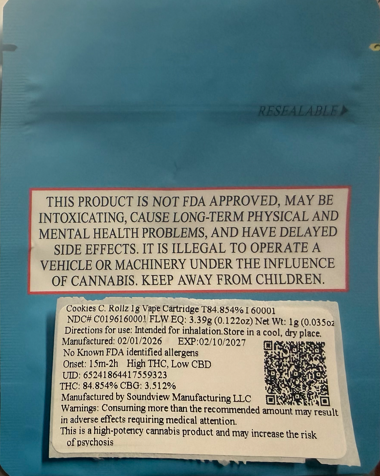 RESEALABLE
THIS PRODUCT IS NOT FDA APPROVED, MAY BE
INTOXICATING, CAUSE LONG-TERM PHYSICAL AND
MENTAL HEALTH PROBLEMS, AND HAVE DELAYED
SIDE EFFECTS. IT IS ILLEGAL TO OPERATE A
VEHICLE OR MACHINERY UNDER THE INFLUENCE
OF CANNABIS. KEEP AWAY FROM CHILDREN.
Cookies C. Rollz 1g Vape Cartridge T84.854% I 60001
NDC# C0196160001 FLW EQ: 3.39g (0.122oz) Net Wt: 1g (0.035oz
Directions for use: Intended for inhalation.Store in a cool, dry place.
Manufactured: 02/01/2026 EXP:02/10/2027
No Known FDA identified allergens
Onset: 15m-2h High THC, Low CBD
UID: 65241864417559323
THC: 84.854% CBG: 3.512%
Manufactured by Soundview Manufacturing LLC
Warnings: Consuming more than the recommended amount may result
in adverse effects requiring medical attention.
This is a high-potency cannabis product and may increase the risk
of psychosis